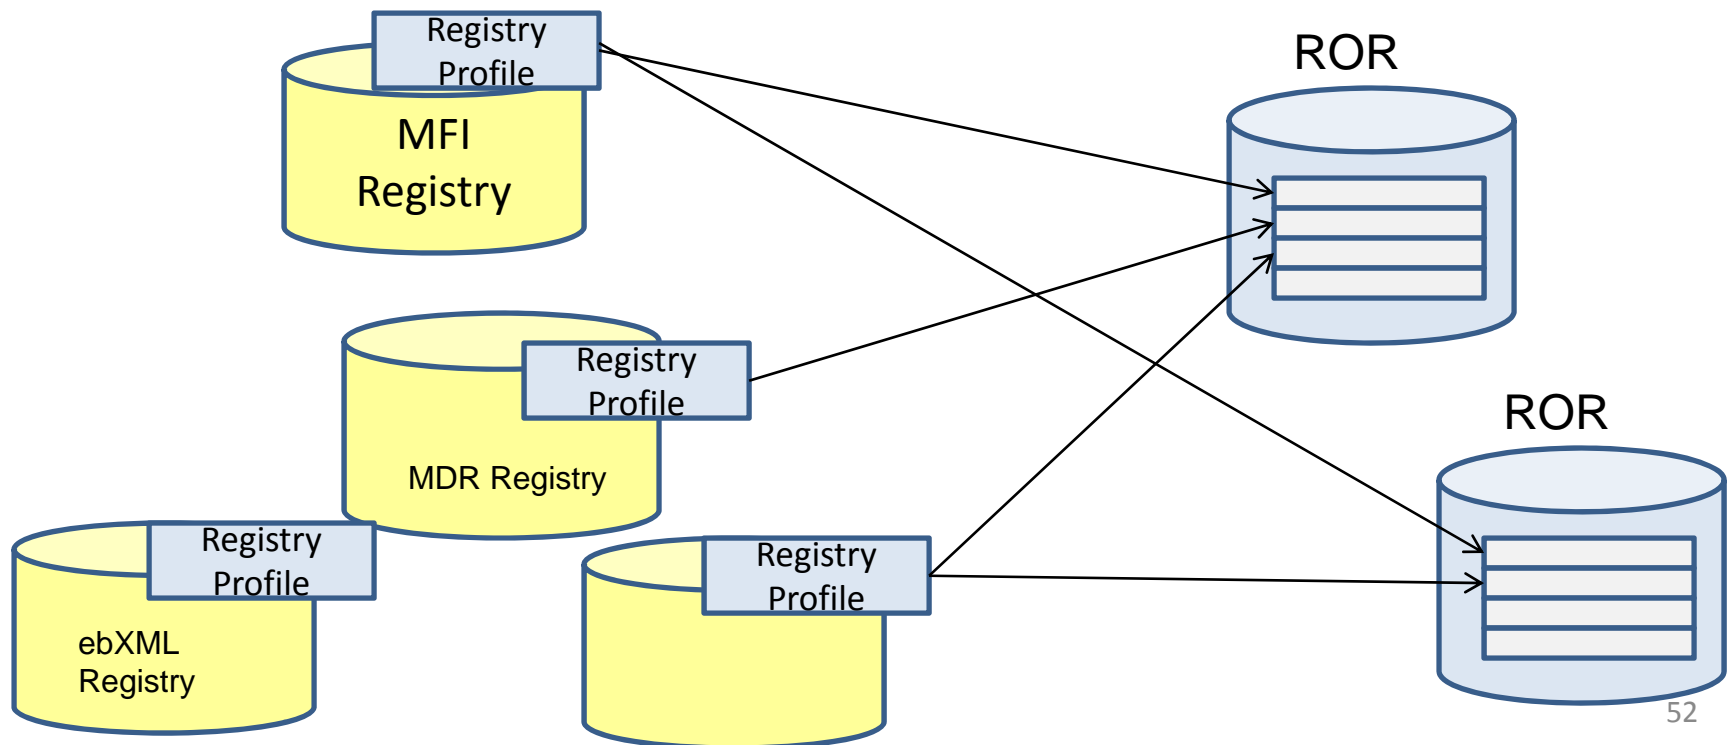 Registry
Profile
MFI
Registry
ROR
Registry
Profile
MDR Registry
ROR
Registry
Profile
ebXML
Registry
Registry
Profile
52